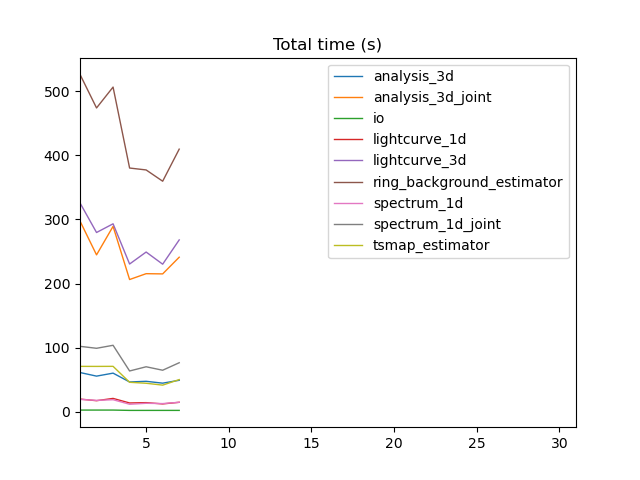 Total time (s)
analysis_3d
analysis_3d_joint
io
lightcurve_1d
lightcurve_3d
ring_background_estimator
spectrum_1d
spectrum_1d_joint
tsmap_estimator
500
400
300
200
100
0
5 10 15 20 25 30